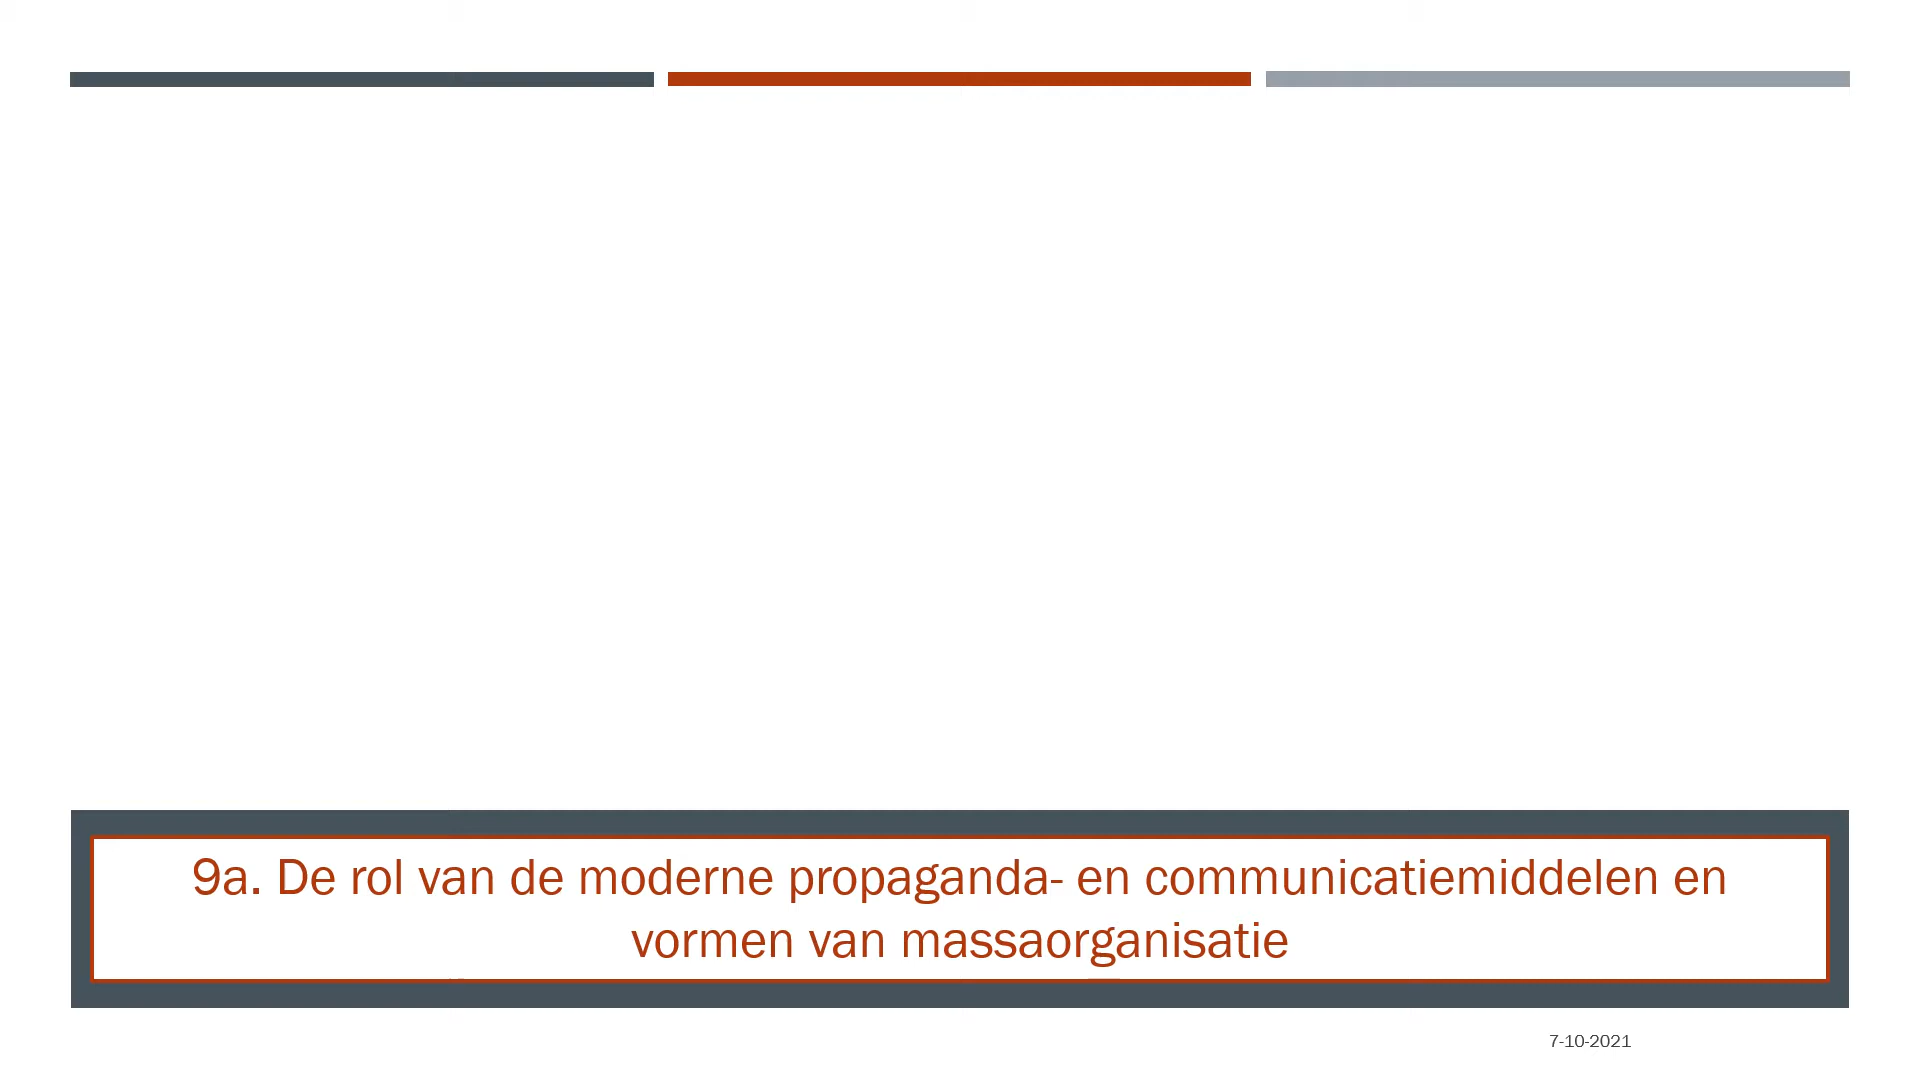 9a. De rol van de moderne propaganda- en communicatiemiddelen en
vormen van massaorganisatie
7-10-2021